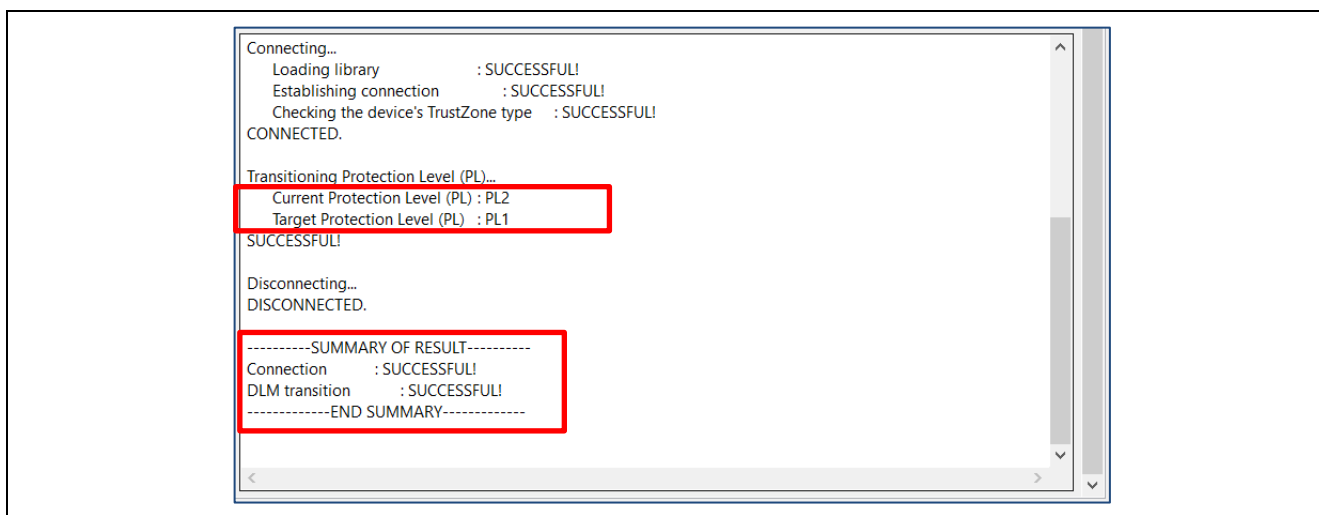 Connecting...
Loading library : SUCCESSFUL!
Establishing connection : SUCCESSFUL!
Checking the device's TrustZone type : SUCCESSFUL!
CONNECTED.
Transitioning Protection Level (PL)...
Current Protection Level (PL) : PL2
Target Protection Level (PL) : PL1
SUCCESSFUL!
Disconnecting...
DISCONNECTED.
----------SUMMARY OF RESULT----------
Connection : SUCCESSFUL!
DLM transition : SUCCESSFUL!
-------------END SUMMARY-------------